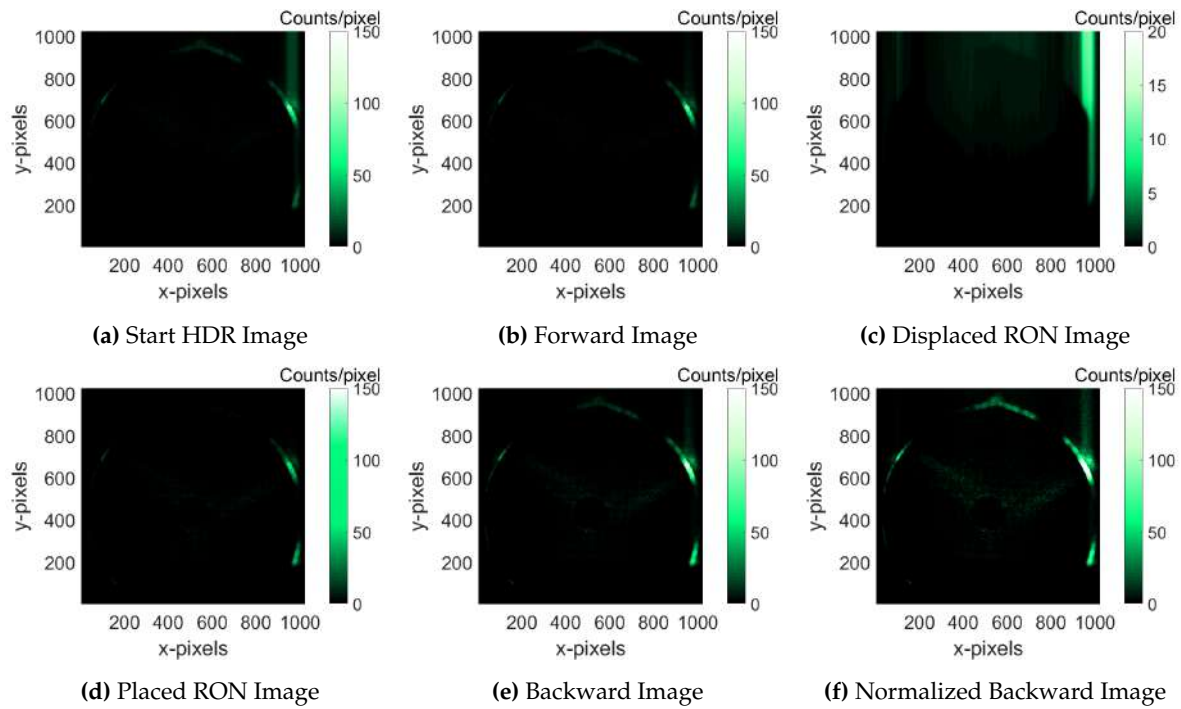 Counts/pixel Counts/pixel Counts/pixel
1000 150 1000 150 1000 20
800 800 800
100 100 15
600 600 600
y-pixels y-pixels y-pixels
10
400 400 400
50 50 5
200 200 200
0 0 0
200 400 600 800 1000 200 400 600 800 1000 200 400 600 800 1000
x-pixels x-pixels x-pixels
(a) Start HDR Image (b) Forward Image (c) Displaced RON Image
Counts/pixel Counts/pixel Counts/pixel
1000 150 1000 150 1000 150
800 800 800
100 100 100
600 600 600
y-pixels y-pixels y-pixels
400 400 400
50 50 50
200 200 200
0 0 0
200 400 600 800 1000 200 400 600 800 1000 200 400 600 800 1000
x-pixels x-pixels x-pixels
(d) Placed RON Image (e) Backward Image (f) Normalized Backward Image